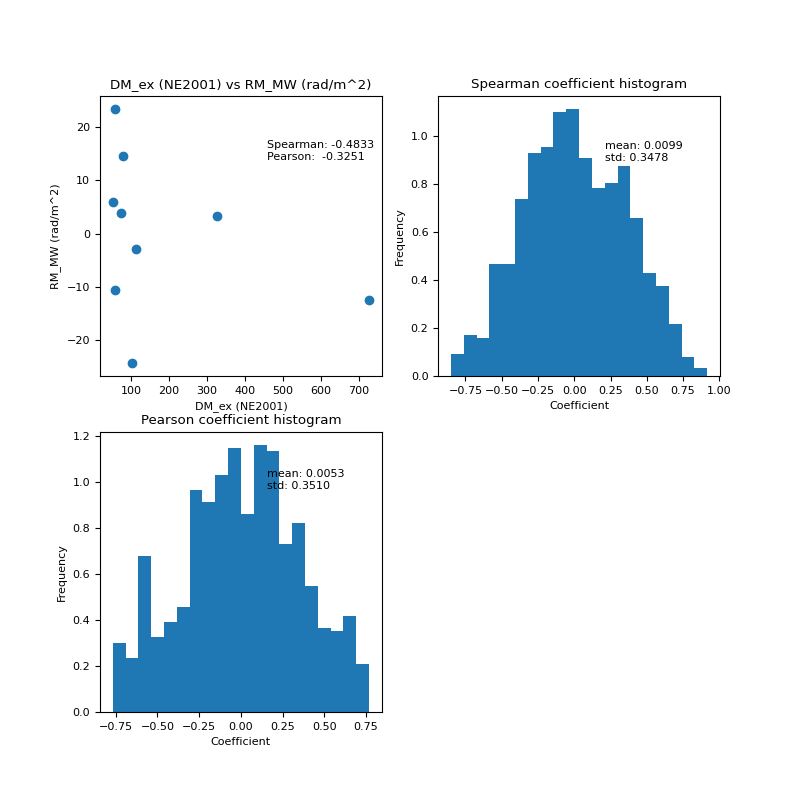 DM_ex (NE2001) vs RM_MW (rad/m^2)
Spearman: -0.4833
Pearson: -0.3251
RM_MW (rad/m^2)
20
10
0
−10
−20
100 200 300 400 500 600 700
DM_ex (NE2001)
Spearman coefficient histogram
mean: 0.0099
std: 0.3478
Frequency
1.0
0.8
0.6
0.4
0.2
0.0
−0.75 −0.50 −0.25 0.00 0.25 0.50 0.75 1.00
Coefficient
Pearson coefficient histogram
mean: 0.0053
std: 0.3510
Frequency
1.2
1.0
0.8
0.6
0.4
0.2
0.0
−0.75 −0.50 −0.25 0.00 0.25 0.50 0.75
Coefficient